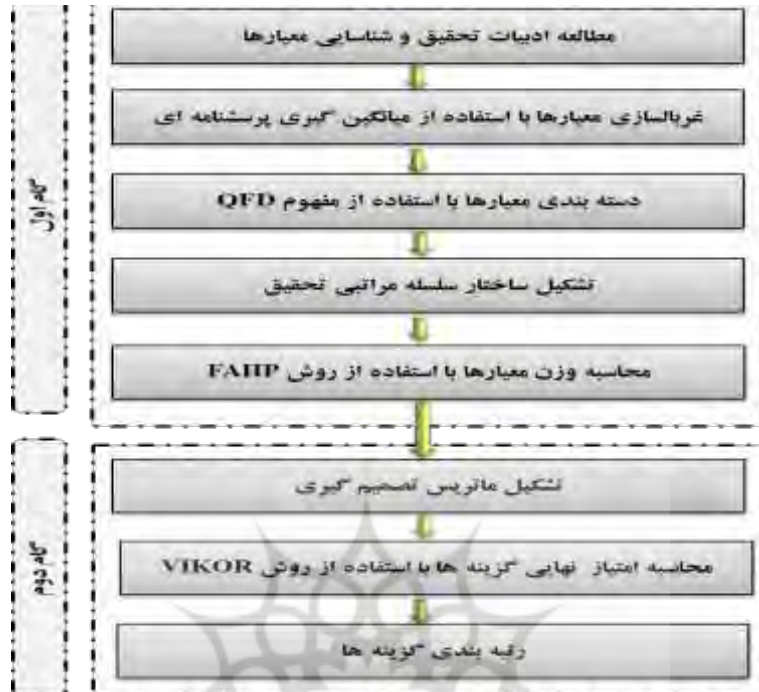 گام اول
مطالعه ادبیات تحقیق و شناسایی معیارها
غربالسازی معیارها با استفاده از میانگین گیری پرسشنامه ای
دسته بندی معیارها با استفاده از مفهوم QFD
تشکیل ساختار سلسله مراتبی تحقیق
محاسبه وزن معیارها با استفاده از روش FAHP
گام دوم
تشکیل ماتریس تصمیم گیری
محاسبه امتیاز نهایی گزینه ها با استفاده از روش VIKOR
رتبه بندی گزینه ها